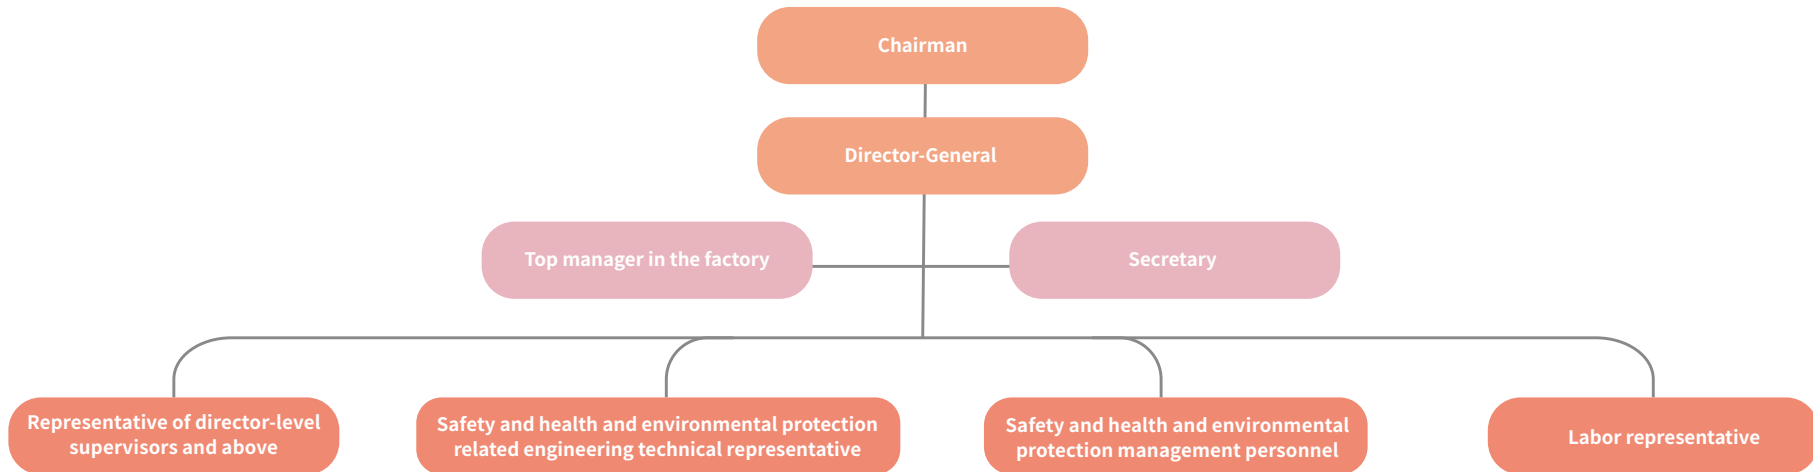 Chairman
Director-General
Top manager in the factory
Secretary
Representative of director-level
supervisors and above
Safety and health and environmental protection
related engineering technical representative
Safety and health and environmental
protection management personnel
Labor representative